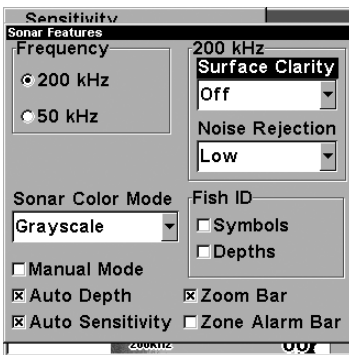 Sensitivity
Sonar Features
Frequency
200 kHz
50 kHz
200 kHz
Surface Clarity
Off
Noise Rejection
Low
Sonar Color Mode
Grayscale
Fish ID
Symbols
Depths
Manual Mode
Auto Depth
Zoom Bar
Auto Sensitivity
Zone Alarm Bar
200kHz